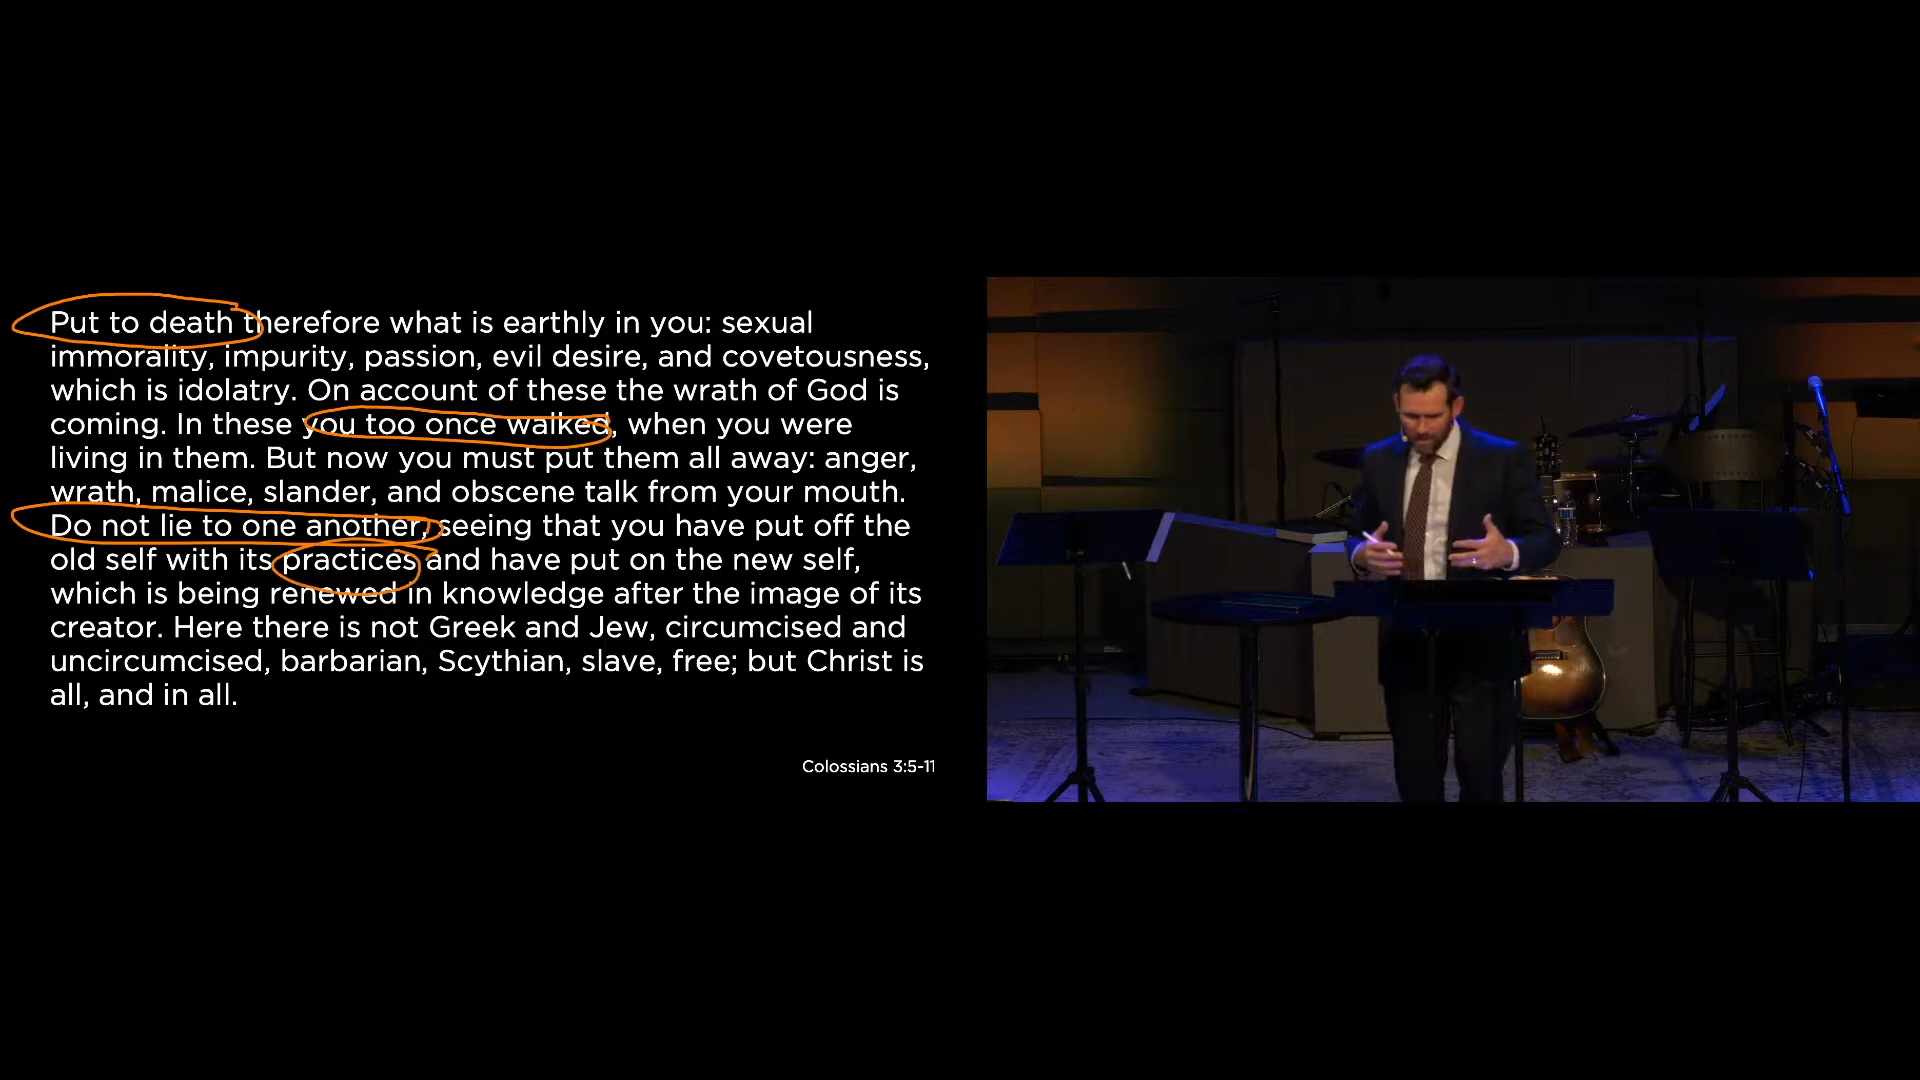 Put to death therefore what is earthly in you: sexual
immorality, impurity, passion, evil desire, and covetousness,
which is idolatry. On account of these the wrath of God is
coming. In these you too once walked, when you were
living in them. But now you must put them all away: anger,
wrath, malice, slander, and obscene talk from your mouth.
Do not lie to one another, seeing that you have put off the
old self with its practices and have put on the new self,
which is being renewed in knowledge after the image of its
creator. Here there is not Greek and Jew, circumcised and
uncircumcised, barbarian, Scythian, slave, free; but Christ is
all, and in all.
Colossians 3:5-11